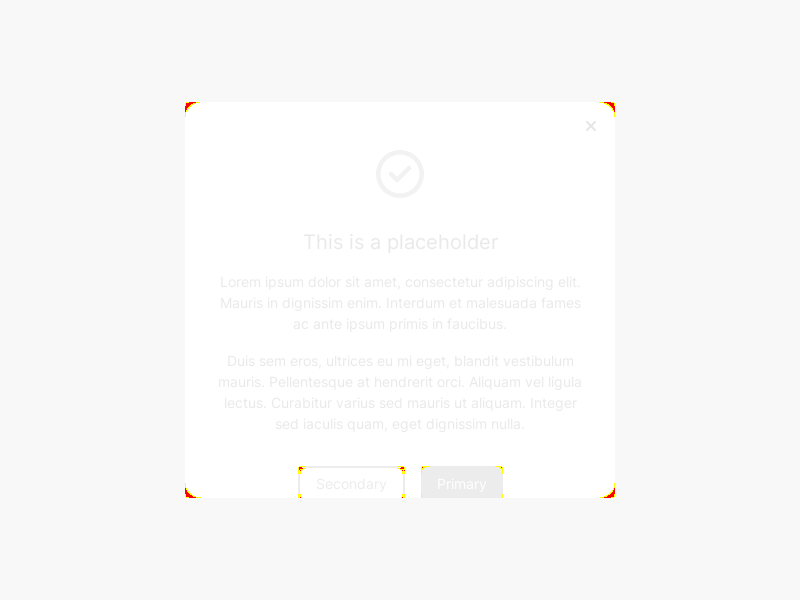 This is a placeholder
Lorem ipsum dolor sit amet, consectetur adipiscing elit.
Mauris in dignissim enim. Interdum et malesuada fames
ac ante ipsum primis in faucibus.
Duis sem eros, ultrices eu mi eget, blandit vestibulum
mauris. Pellentesque at hendrerit orci. Aliquam vel ligula
lectus. Curabitur varius sed mauris ut aliquam. Integer
sed iaculis quam, eget dignissim nulla.
Secondary Primary